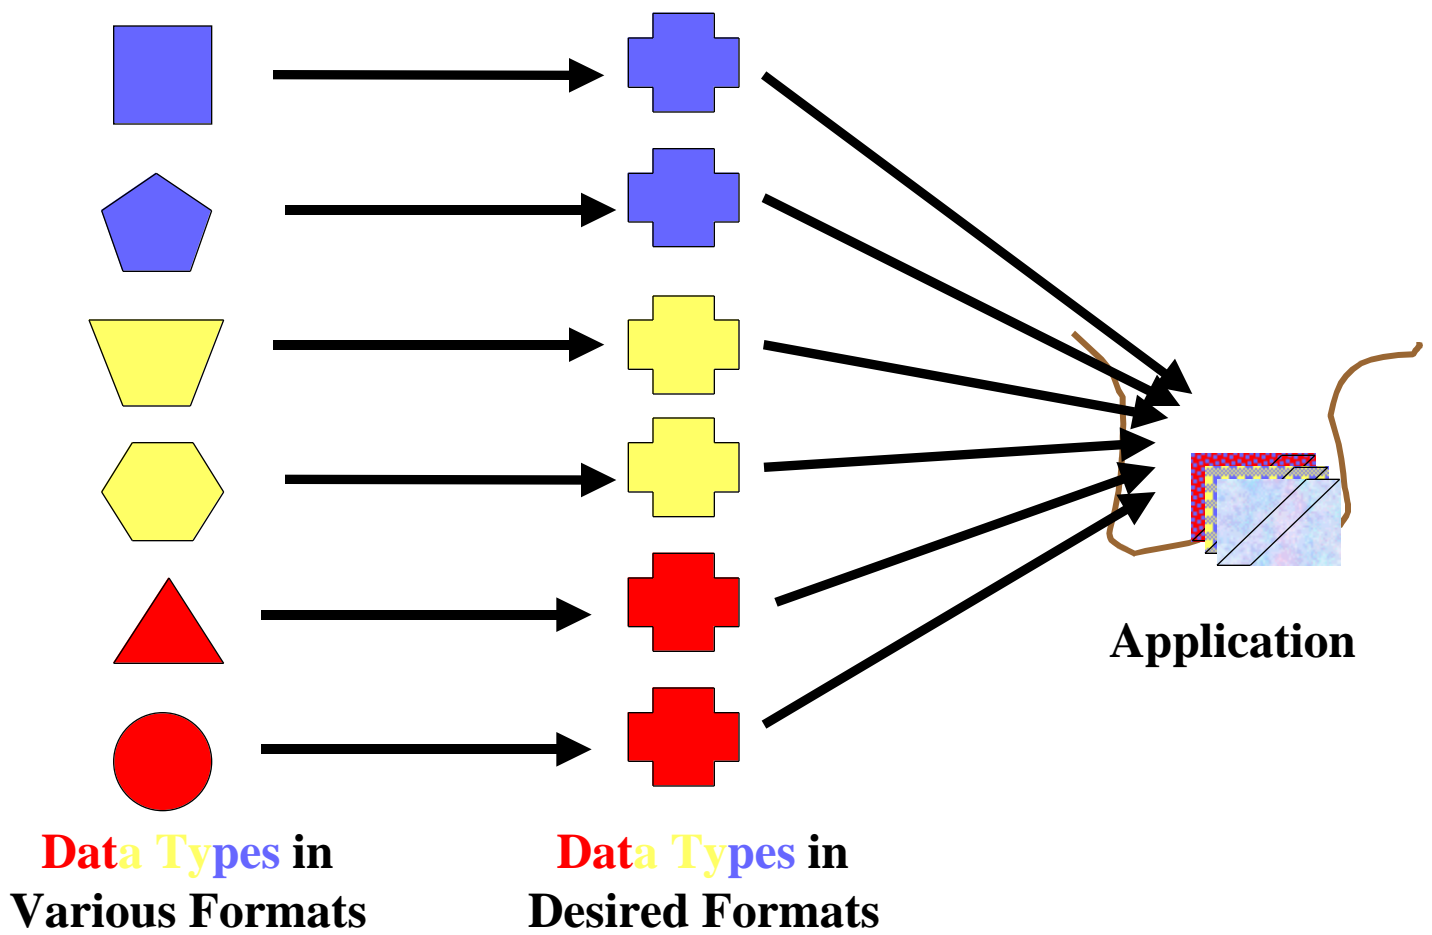 Application
Data Types in
Various Formats
Data Types in
Desired Formats